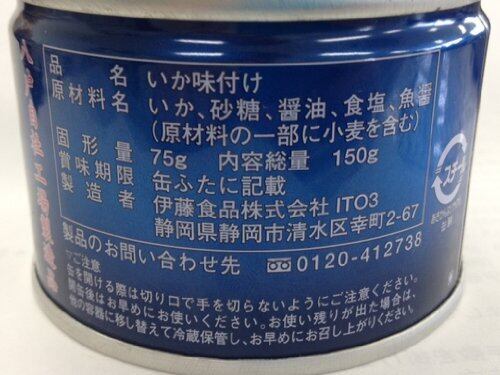 品名 いか味付け
原材料名 いか、砂糖、醤油、食塩、魚醤
(原材料の一部に小麦を含む)
固形量 75g 内容総量 150g
賞味期限 缶ふたに記載
製造者 伊藤食品株式会社 ITO3
静岡県静岡市清水区幸町2-67
製品のお問い合わせ先 0120-412738
▽ご注意
缶を開ける際は切り口で手を切らないようにご注意ください。
開缶後はお早めにお使いください。お使い残りが出た場合は、
他の容器に移し替えて冷蔵保管し、お早めにお召し上がりください。
スチール